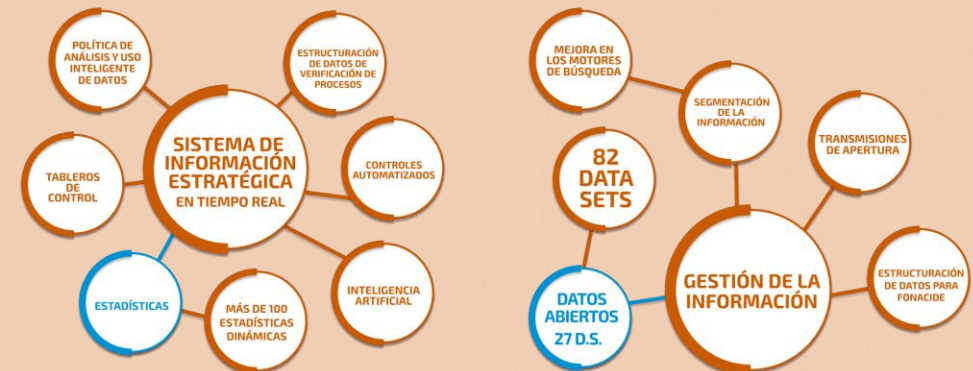 POLÍTICA DE
ANÁLISIS Y USO
INTELIGENTE
DE DATOS
ESTRUCTURACIÓN
DE DATOS DE
VERIFICACIÓN DE
PROCESOS
SISTEMA DE
INFORMACIÓN
ESTRATÉGICA
EN TIEMPO REAL
TABLEROS
DE
CONTROL
CONTROLES
AUTOMATIZADOS
ESTADÍSTICAS
MÁS DE 100
ESTADÍSTICAS
DINÁMICAS
INTELIGENCIA
ARTIFICIAL
MEJORA EN
LOS MOTORES
DE BÚSQUEDA
SEGMENTACIÓN
DE LA
INFORMACIÓN
TRANSMISIONES
DE APERTURA
82
DATA
SETS
GESTIÓN DE LA
INFORMACIÓN
DATOS
ABIERTOS
27 D.S.
ESTRUCTURACIÓN
DE DATOS PARA
FONACIDE